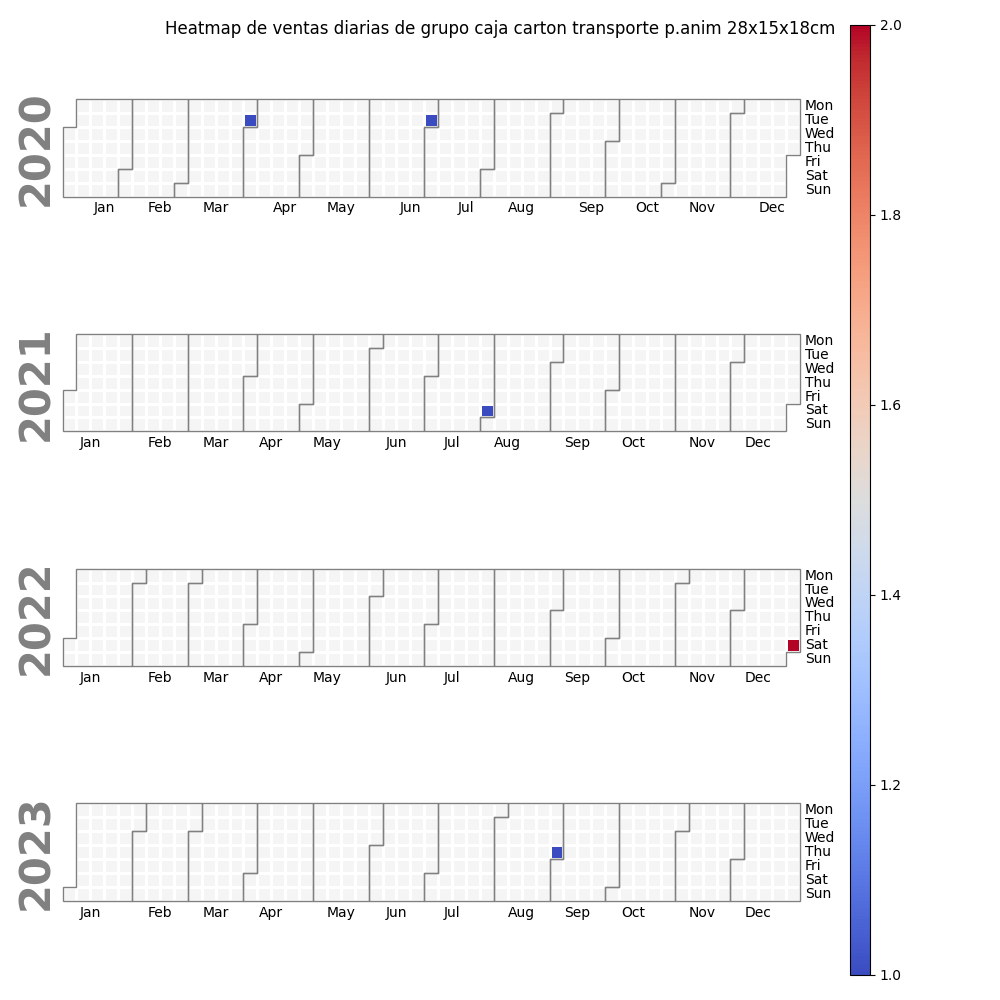 Heatmap de ventas diarias de grupo caja carton transporte p.anim 28x15x18cm
2.0
1.8
1.6
1.4
1.2
1.0
2020
Mon
Tue
Wed
Thu
Fri
Sat
Sun
Jan Feb Mar Apr May Jun Jul Aug Sep Oct Nov Dec
2021
Mon
Tue
Wed
Thu
Fri
Sat
Sun
Jan Feb Mar Apr May Jun Jul Aug Sep Oct Nov Dec
2022
Mon
Tue
Wed
Thu
Fri
Sat
Sun
Jan Feb Mar Apr May Jun Jul Aug Sep Oct Nov Dec
2023
Mon
Tue
Wed
Thu
Fri
Sat
Sun
Jan Feb Mar Apr May Jun Jul Aug Sep Oct Nov Dec